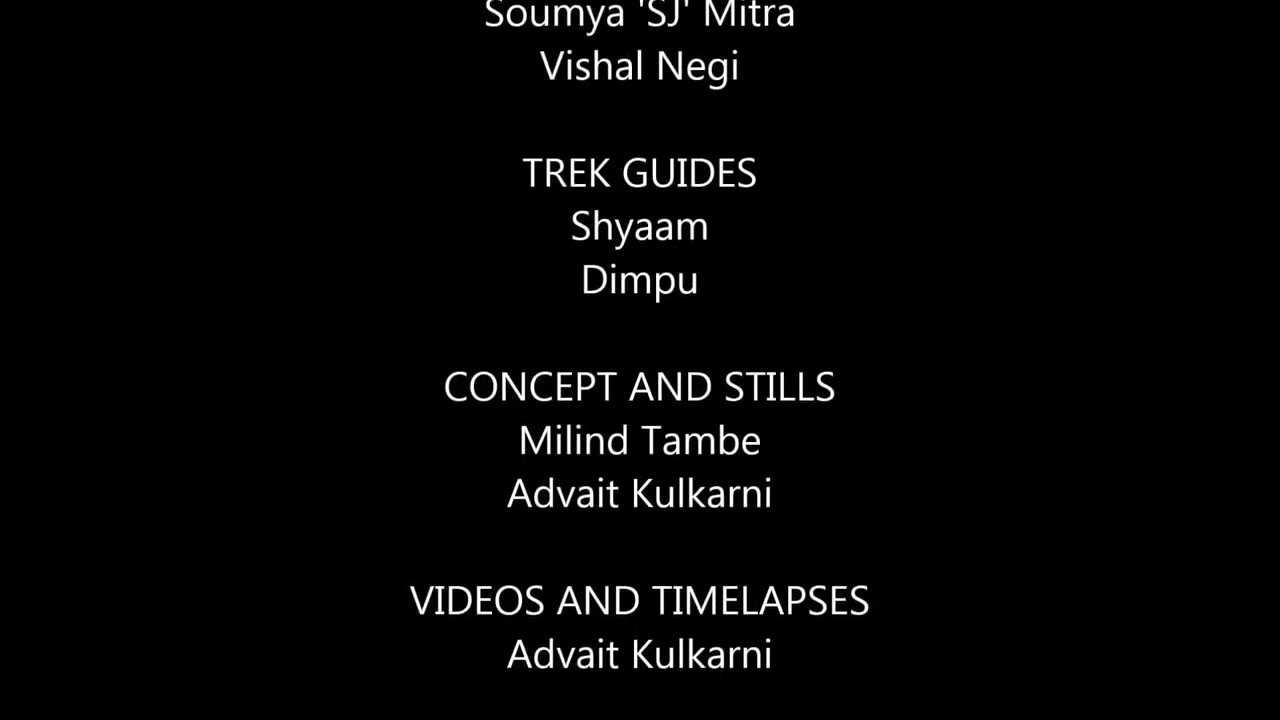 Soumya 'SJ' Mitra
Vishal Negi
TREK GUIDES
Shyaam
Dimpu
CONCEPT AND STILLS
Milind Tambe
Advait Kulkarni
VIDEOS AND TIMELAPSES
Advait Kulkarni